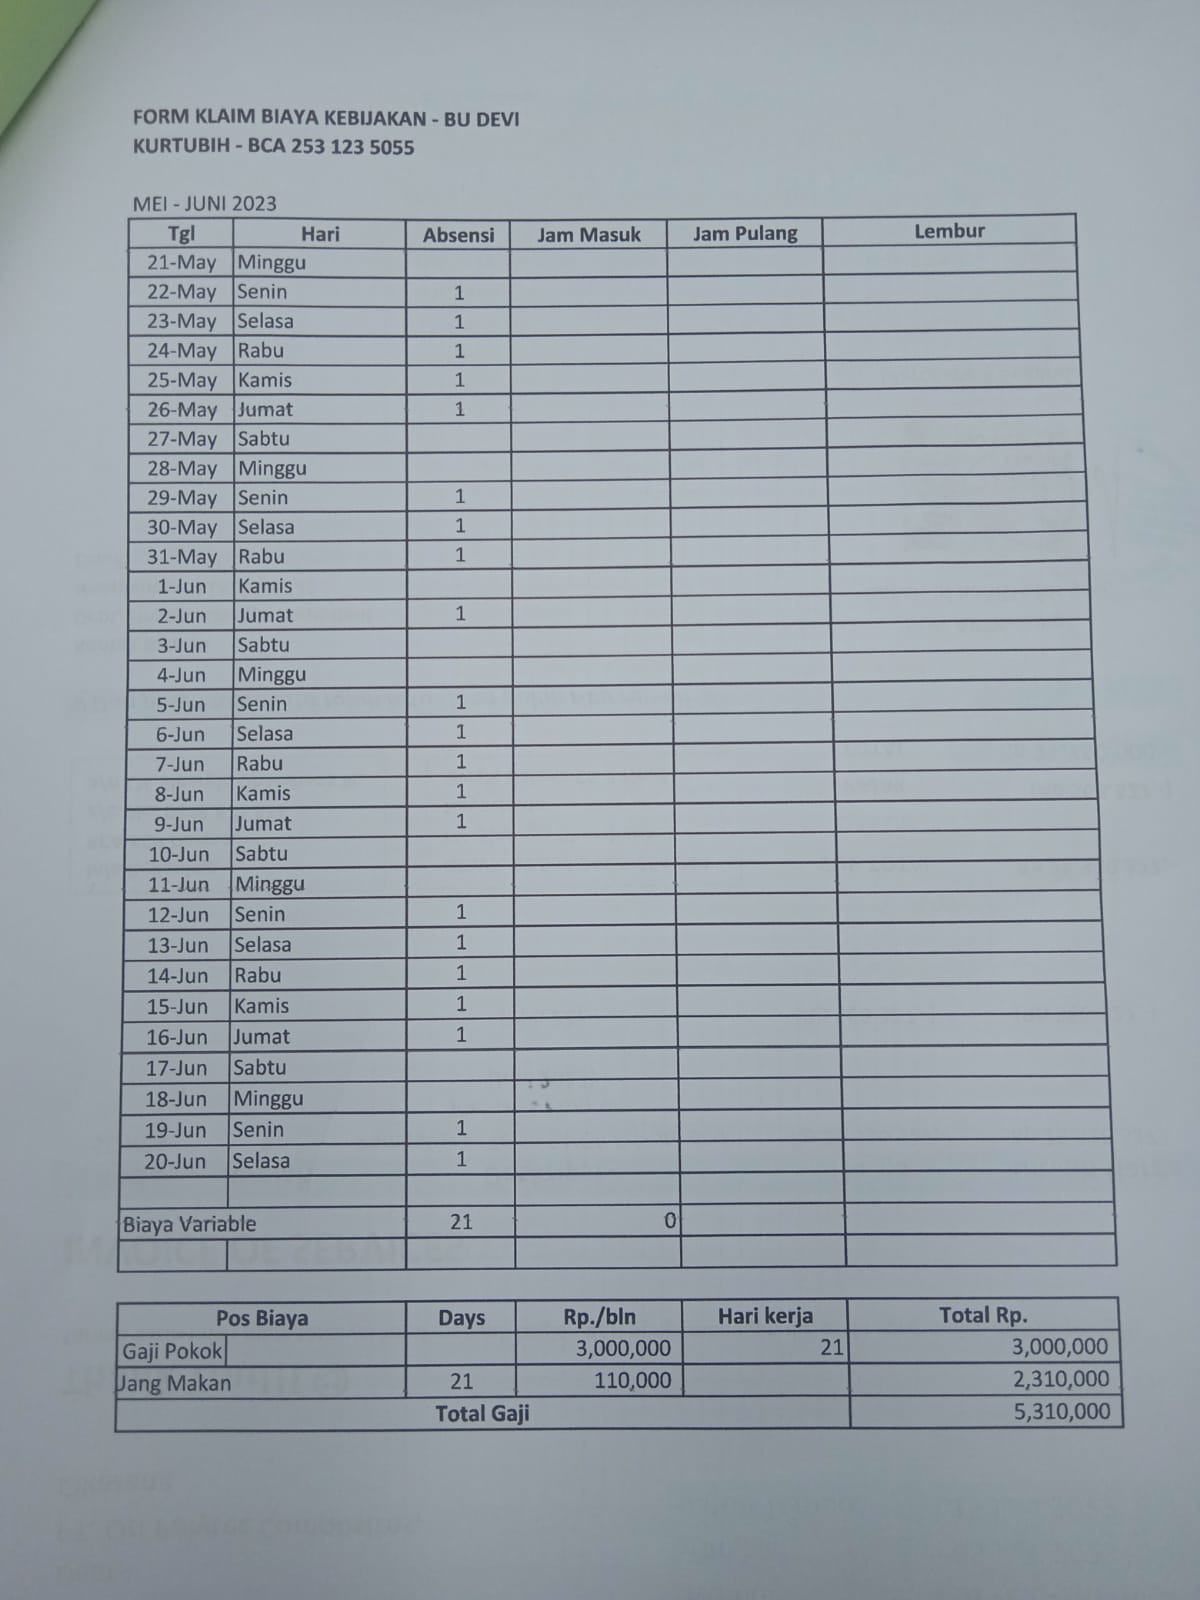 FORM KLAIM BIAYA KEBIJAKAN - BU DEVI
KURTUBIH - BCA 253 123 5055
MEI - JUNI 2023
Tgl Hari Absensi Jam Masuk Jam Pulang Lembur
21-May Minggu
22-May Senin 1
23-May Selasa 1
24-May Rabu 1
25-May Kamis 1
26-May Jumat 1
27-May Sabtu
28-May Minggu
29-May Senin 1
30-May Selasa 1
31-May Rabu 1
1-Jun Kamis
2-Jun Jumat 1
3-Jun Sabtu
4-Jun Minggu
5-Jun Senin 1
6-Jun Selasa 1
7-Jun Rabu 1
8-Jun Kamis 1
9-Jun Jumat 1
10-Jun Sabtu
11-Jun Minggu
12-Jun Senin 1
13-Jun Selasa 1
14-Jun Rabu 1
15-Jun Kamis 1
16-Jun Jumat 1
17-Jun Sabtu
18-Jun Minggu
19-Jun Senin 1
20-Jun Selasa 1
Biaya Variable 21 0
Pos Biaya Days Rp./bln Hari kerja Total Rp.
Gaji Pokok 3,000,000 21 3,000,000
Uang Makan 21 110,000 2,310,000
Total Gaji 5,310,000